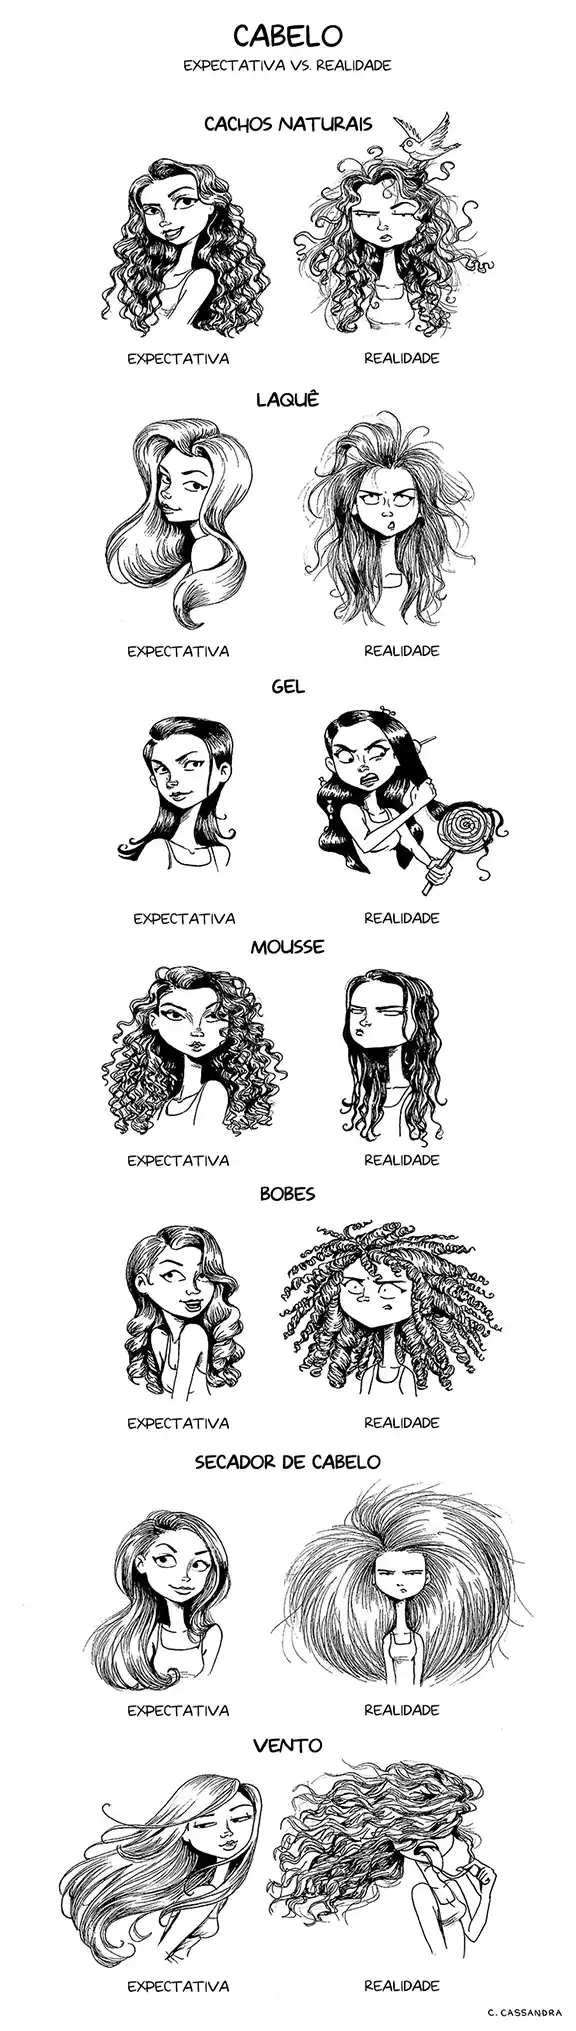 CABELO
EXPECTATIVA VS. REALIDADE
CACHOS NATURAIS
EXPECTATIVA
REALIDADE
LAQUÊ
EXPECTATIVA
REALIDADE
GEL
EXPECTATIVA
REALIDADE
MOUSSE
EXPECTATIVA
REALIDADE
BOBES
EXPECTATIVA
REALIDADE
SECADOR DE CABELO
EXPECTATIVA
REALIDADE
VENTO
EXPECTATIVA
REALIDADE
C. CASSANDRA